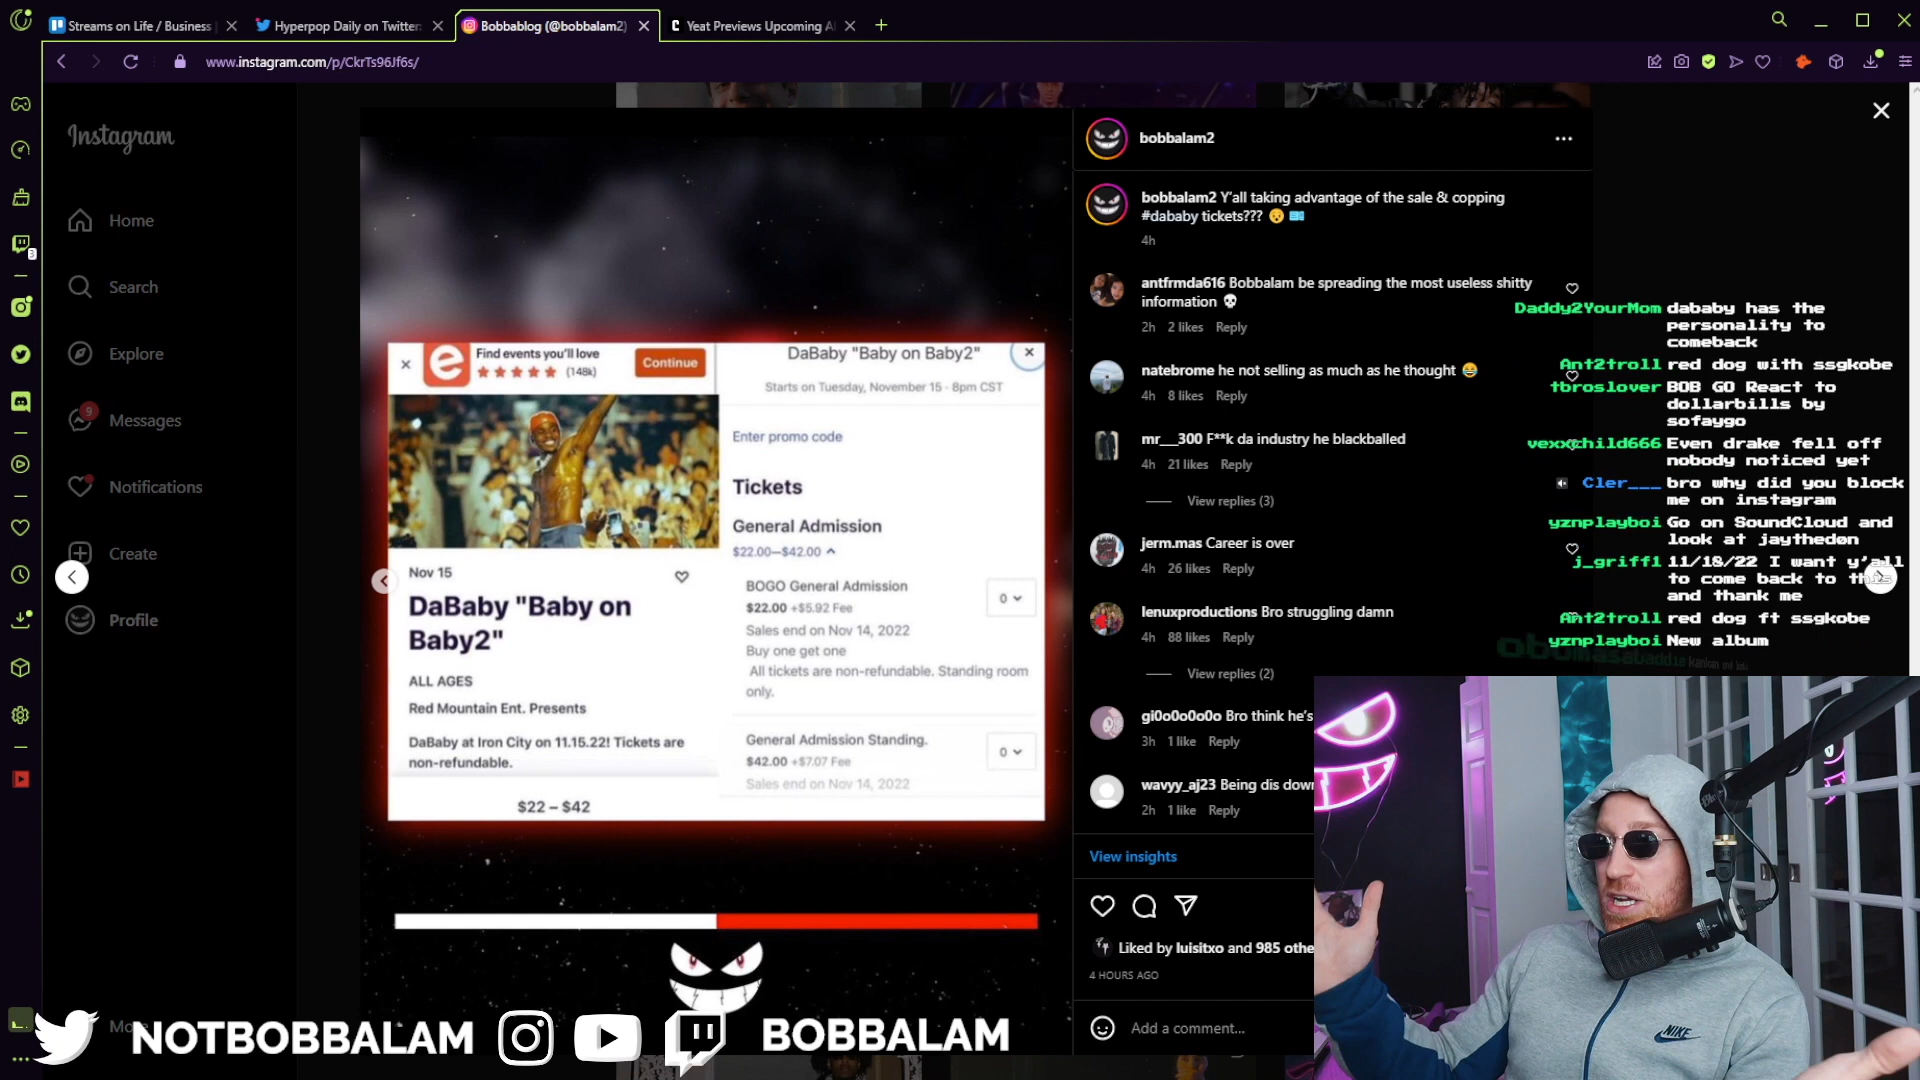 Streams on Life / Business
Hyperpop Daily on Twitter:
Bobbablog (@bobbalam2)
Yeat Previews Upcoming Al
www.instagram.com/p/CkrTs96Jf6s/
Instagram
Home
Search
Explore
9
Messages
Notifications
Create
Profile
3
Find events you'll love
(148k)
Continue
Nov 15
DaBaby "Baby on
Baby2"
ALL AGES
Red Mountain Ent. Presents
DaBaby at Iron City on 11.15.22! Tickets are
non-refundable.
$22 – $42
DaBaby "Baby on Baby2"
Starts on Tuesday, November 15 · 8pm CST
Enter promo code
Tickets
General Admission
$22.00—$42.00
BOGO General Admission
$22.00 +$5.92 Fee
0
Sales end on Nov 14, 2022
Buy one get one
All tickets are non-refundable. Standing room
only.
General Admission Standing.
$42.00 +$7.07 Fee
0
Sales end on Nov 14, 2022
bobbalam2
bobbalam2 Y'all taking advantage of the sale & copping
#dababy tickets??? 😮 🎫
4h
antfrmda616 Bobbalam be spreading the most useless shitty
information 💀
2h 2 likes Reply
natebrome he not selling as much as he thought 😂
4h 8 likes Reply
mr__300 F**k da industry he blackballed
4h 21 likes Reply
View replies (3)
jerm.mas Career is over
4h 26 likes Reply
lenuxproductions Bro struggling damn
4h 88 likes Reply
View replies (2)
gi0o0o0o0o Bro think he's
3h 1 like Reply
wavyy_aj23 Being dis down
2h 1 like Reply
View insights
Liked by luisitxo and 985 othe
4 HOURS AGO
Add a comment...
Daddy2YourMom dababy has the
personality to
comeback
Ant2troll red dog with ssgkobe
tbroslover BOB GO React to
dollarbills by
sofaygo
vexxchild666 Even drake fell off
nobody noticed yet
Cler___ bro why did you block
me on instagram
yznplayboi Go on SoundCloud and
look at jaythedøn
j_griff1 11/18/22 I want y'all
to come back to this
and thank me
Ant2troll red dog ft ssgkobe
yznplayboi New album
NIKE
NOTBOBBALAM
BOBBALAM